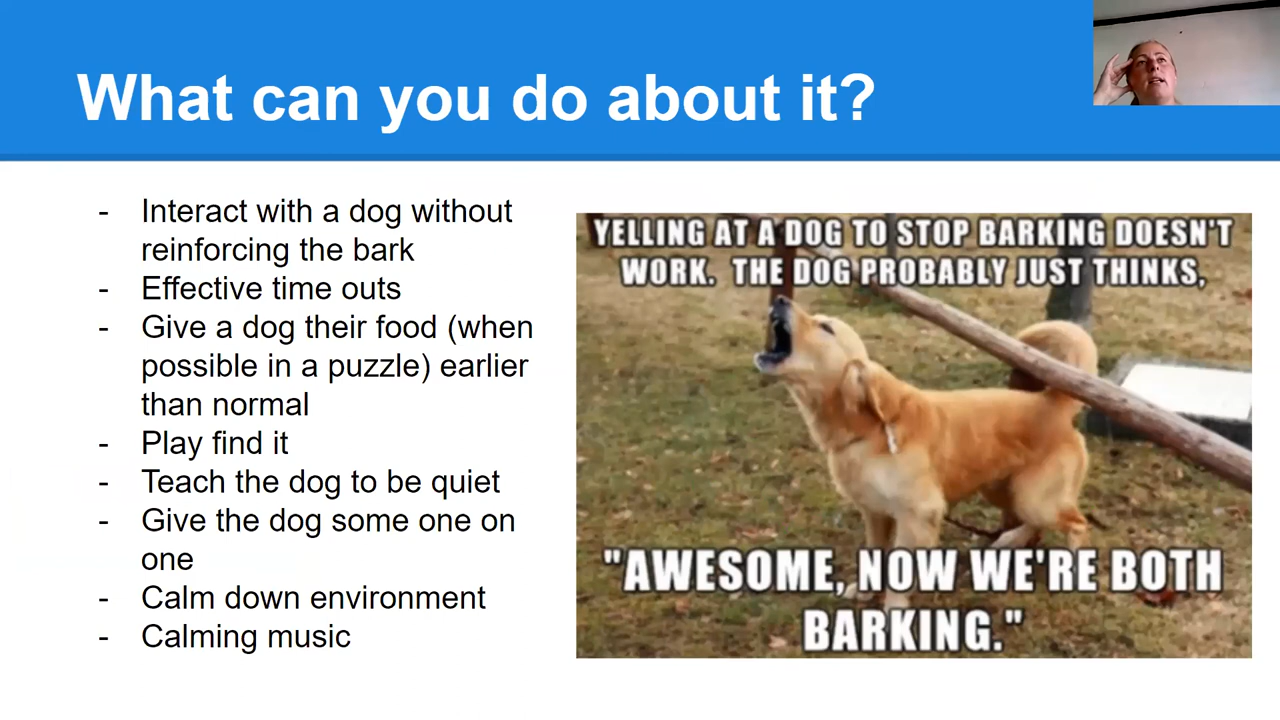 What can you do about it?
- Interact with a dog without
reinforcing the bark
- Effective time outs
- Give a dog their food (when
possible in a puzzle) earlier
than normal
- Play find it
- Teach the dog to be quiet
- Give the dog some one on
one
- Calm down environment
- Calming music
YELLING AT A DOG TO STOP BARKING DOESN'T
WORK. THE DOG PROBABLY JUST THINKS,
"AWESOME, NOW WE'RE BOTH
BARKING."